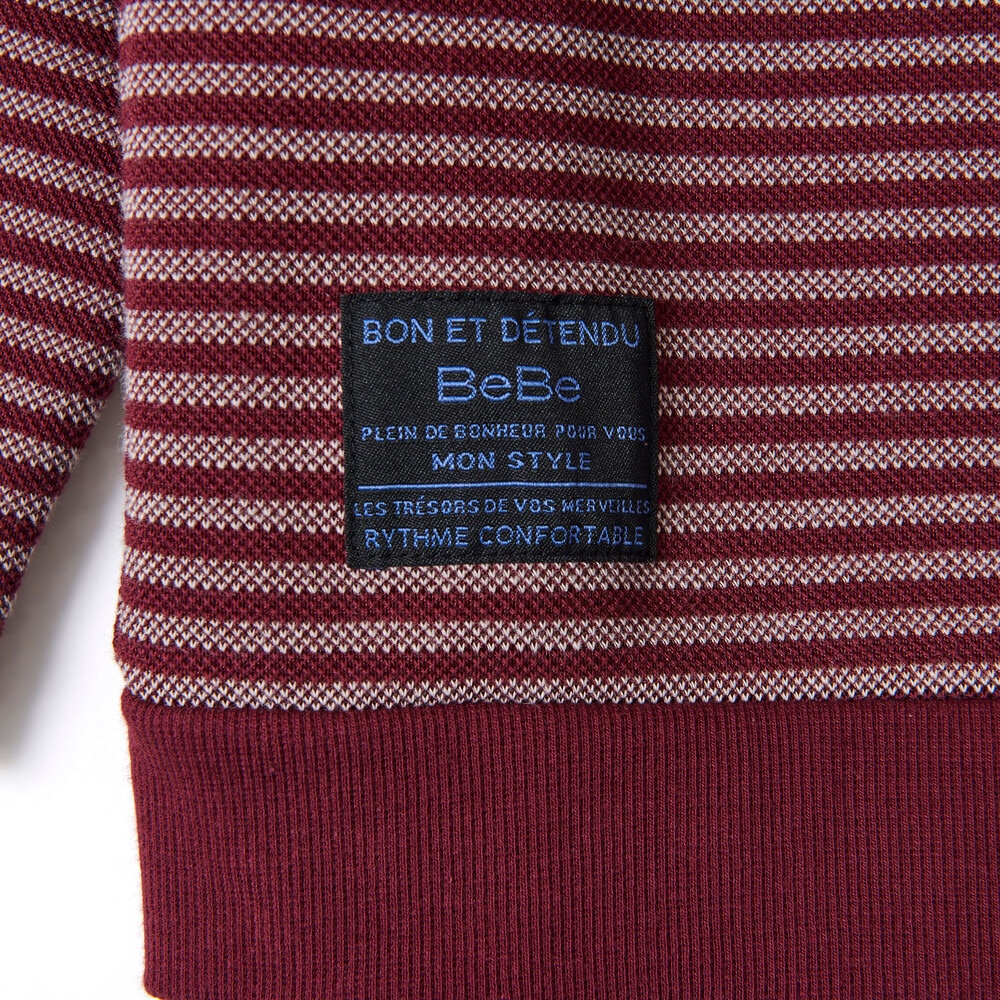 BON ET DÉTENDU
BeBe
PLEIN DE BONHEUR POUR VOUS
MON STYLE
LES TRÉSORS DE VOS MERVEILLES
RYTHME CONFORTABLE